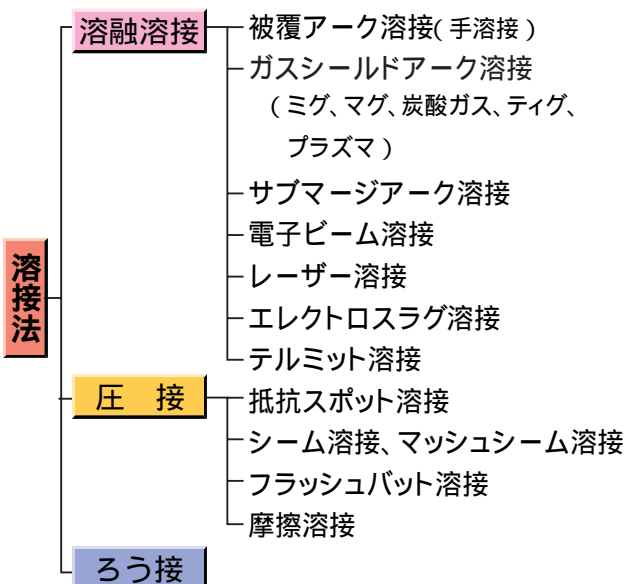 溶接法
溶融溶接
被覆アーク溶接(手溶接)
ガスシールドアーク溶接
(ミグ、マグ、炭酸ガス、ティグ、
プラズマ)
サブマージアーク溶接
電子ビーム溶接
レーザー溶接
エレクトロスラグ溶接
テルミット溶接
圧 接
抵抗スポット溶接
シーム溶接、マッシュシーム溶接
フラッシュバット溶接
摩擦溶接
ろう接